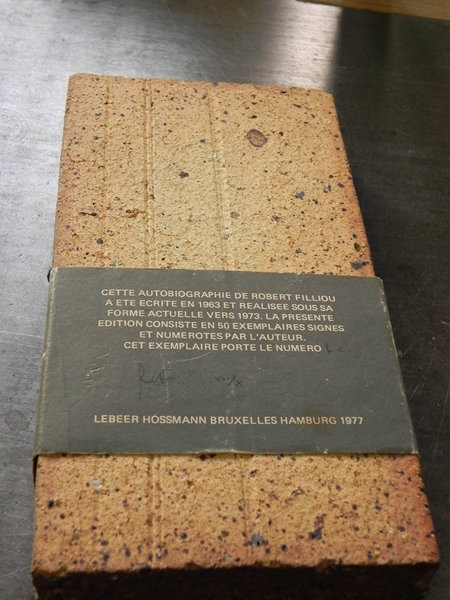 CETTE AUTOBIOGRAPHIE DE ROBERT FILLIOU
A ETE ECRITE EN 1963 ET REALISEE SOUS SA
FORME ACTUELLE VERS 1973. LA PRESENTE
EDITION CONSISTE EN 50 EXEMPLAIRES SIGNES
ET NUMEROTES PAR L'AUTEUR.
CET EXEMPLAIRE PORTE LE NUMERO
LEBEER HOSSMANN BRUXELLES HAMBURG 1977